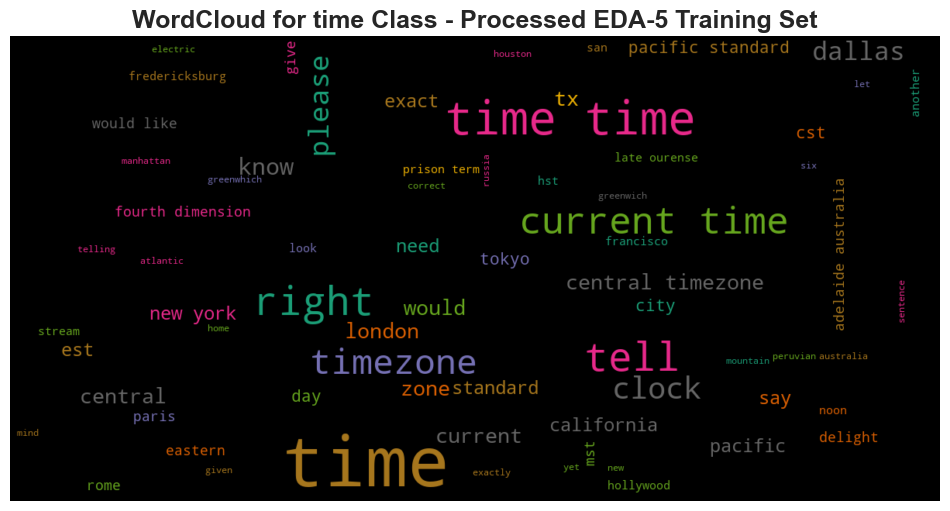 WordCloud for time Class - Processed EDA-5 Training Set
electric
give
houston
san
pacific standard
dallas
fredericksburg
please
let
another
exact
tx
time time
would like
cst
manhattan
know
prison term
russia
late ourense
six
greenwhich
correct
hst
greenwich
adelaide australia
fourth dimension
current time
telling
look
need
francisco
atlantic
tokyo
central timezone
sentence
new york
right
would
city
stream
home
london
est
timezone
tell
mountain
peruvian
australia
central
day
zone
standard
clock
say
paris
noon
mind
current
california
delight
eastern
time
mst
pacific
given
exactly
yet
new
rome
hollywood